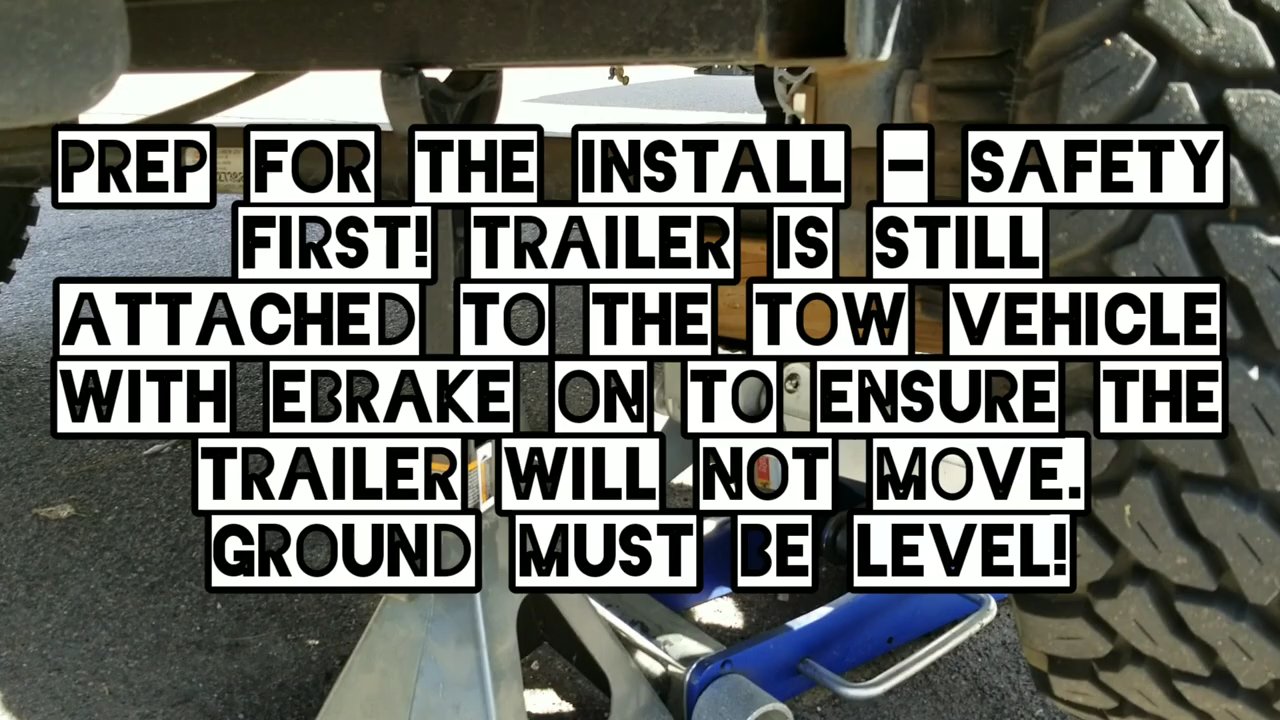 PREP FOR THE INSTALL - SAFETY
FIRST! TRAILER IS STILL
ATTACHED TO THE TOW VEHICLE
WITH EBRAKE ON TO ENSURE THE
TRAILER WILL NOT MOVE.
GROUND MUST BE LEVEL!